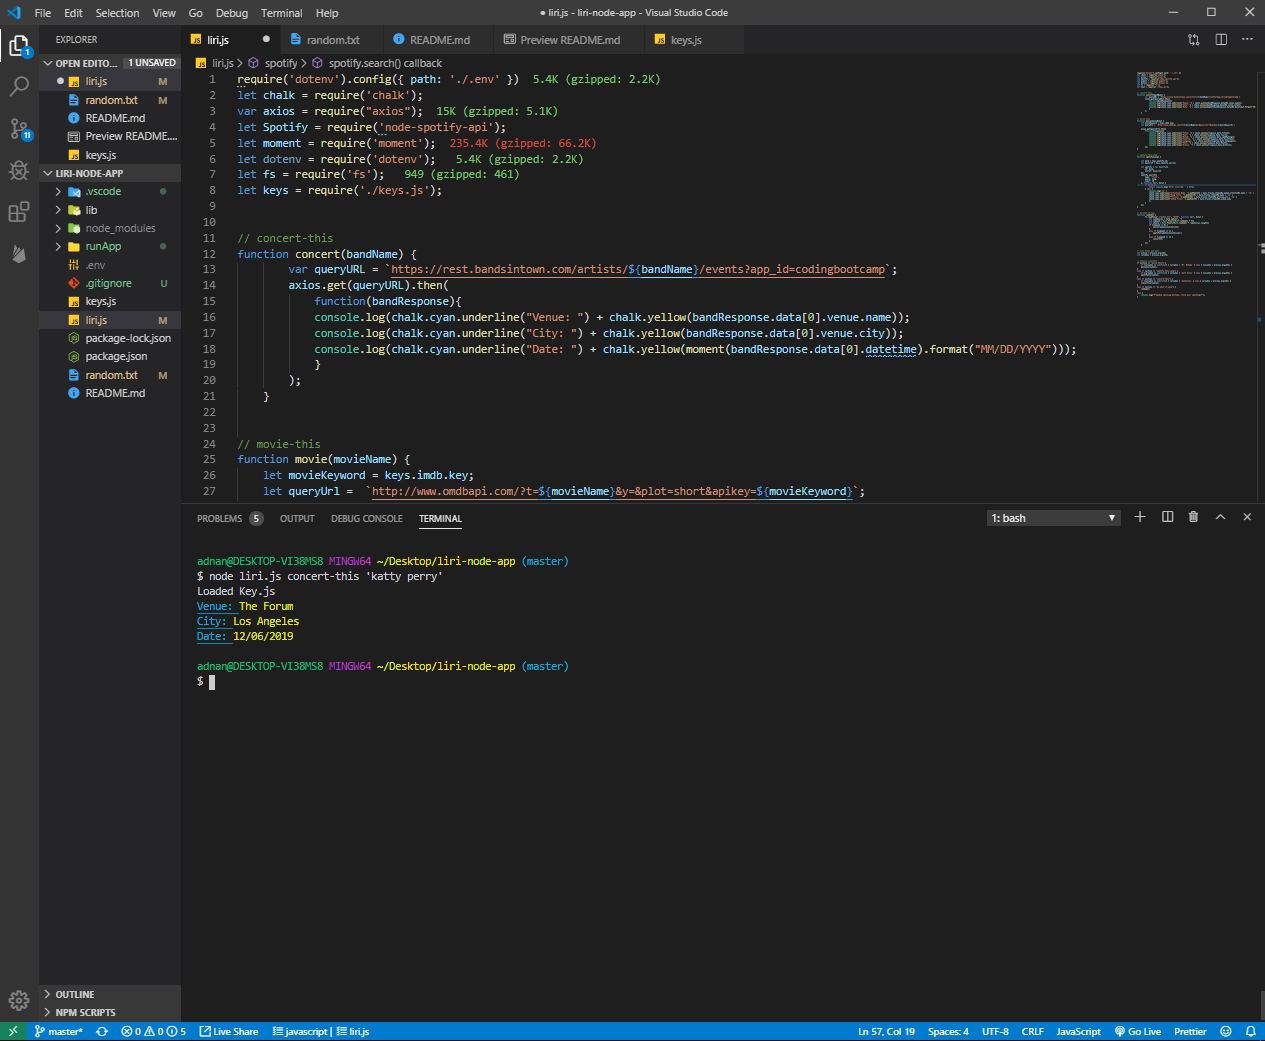 File Edit Selection View Go Debug Terminal Help
● liri.js - liri-node-app - Visual Studio Code
EXPLORER
OPEN EDITO... 1 UNSAVED
liri.js M
random.txt M
README.md
Preview README....
keys.js
LIRI-NODE-APP
.vscode
lib
node_modules
runApp
.env
.gitignore U
keys.js
liri.js M
package-lock.json
package.json
random.txt M
README.md
OUTLINE
NPM SCRIPTS
1
11
liri.js random.txt README.md Preview README.md keys.js
liri.js > spotify > spotify.search() callback
1 require('dotenv').config({ path: './.env' }) 5.4K (gzipped: 2.2K)
2 let chalk = require('chalk');
3 var axios = require("axios"); 15K (gzipped: 5.1K)
4 let Spotify = require('node-spotify-api');
5 let moment = require('moment'); 235.4K (gzipped: 66.2K)
6 let dotenv = require('dotenv'); 5.4K (gzipped: 2.2K)
7 let fs = require('fs'); 949 (gzipped: 461)
8 let keys = require('./keys.js');
9
10
11 // concert-this
12 function concert(bandName) {
13 var queryURL = `https://rest.bandsintown.com/artists/${bandName}/events?app_id=codingbootcamp`;
14 axios.get(queryURL).then(
15 function(bandResponse){
16 console.log(chalk.cyan.underline("Venue: ") + chalk.yellow(bandResponse.data[0].venue.name));
17 console.log(chalk.cyan.underline("City: ") + chalk.yellow(bandResponse.data[0].venue.city));
18 console.log(chalk.cyan.underline("Date: ") + chalk.yellow(moment(bandResponse.data[0].datetime).format("MM/DD/YYYY")));
19 }
20 );
21 }
22
23
24 // movie-this
25 function movie(movieName) {
26 let movieKeyword = keys.imdb.key;
27 let queryUrl = `http://www.omdbapi.com/?t=${movieName}&y=&plot=short&apikey=${movieKeyword}`;
PROBLEMS 5 OUTPUT DEBUG CONSOLE TERMINAL 1: bash
adnan@DESKTOP-VI38MS8 MINGW64 ~/Desktop/liri-node-app (master)
$ node liri.js concert-this 'katty perry'
Loaded Key.js
Venue: The Forum
City: Los Angeles
Date: 12/06/2019
adnan@DESKTOP-VI38MS8 MINGW64 ~/Desktop/liri-node-app (master)
$
master* 0 0 5 Live Share javascript | liri.js Ln 57, Col 19 Spaces: 4 UTF-8 CRLF JavaScript Go Live Prettier